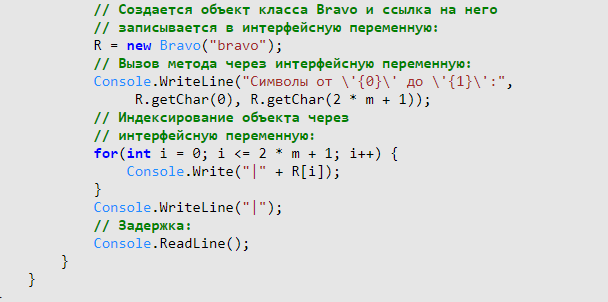 // Создается объект класса Bravo и ссылка на него
// записывается в интерфейсную переменную:
R = new Bravo("bravo");
// Вызов метода через интерфейсную переменную:
Console.WriteLine("Символы от \'{0}\' до \'{1}\':",
R.getChar(0), R.getChar(2 * m + 1));
// Индексирование объекта через
// интерфейсную переменную:
for(int i = 0; i <= 2 * m + 1; i++) {
Console.Write("|" + R[i]);
}
Console.WriteLine("|");
// Задержка:
Console.ReadLine();
}
}